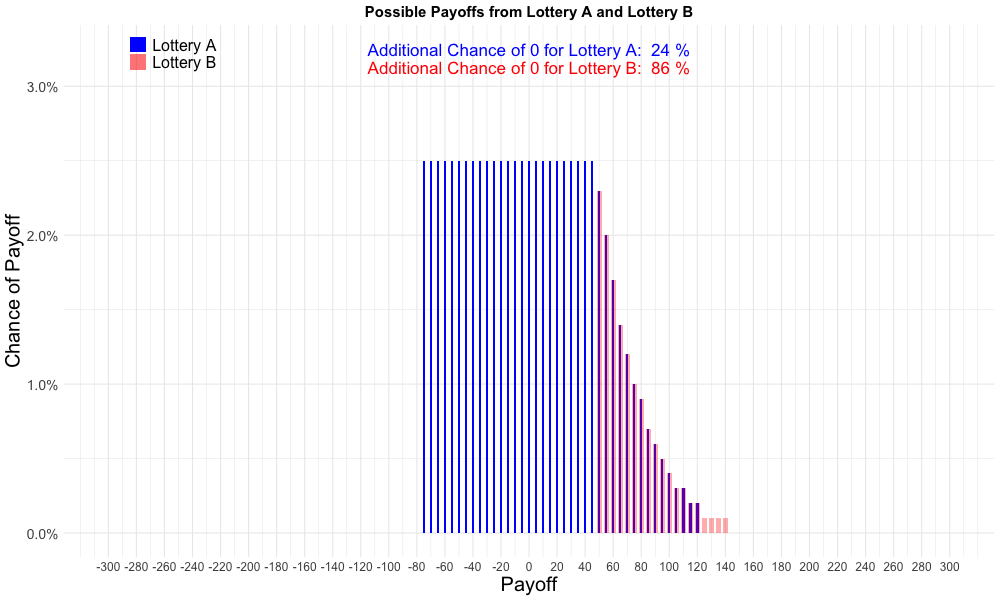 Possible Payoffs from Lottery A and Lottery B
Lottery A
Lottery B
Additional Chance of 0 for Lottery A: 24 %
Additional Chance of 0 for Lottery B: 86 %
Chance of Payoff
3.0%
2.0%
1.0%
0.0%
-300 -280 -260 -240 -220 -200 -180 -160 -140 -120 -100 -80 -60 -40 -20 0 20 40 60 80 100 120 140 160 180 200 220 240 260 280 300
Payoff